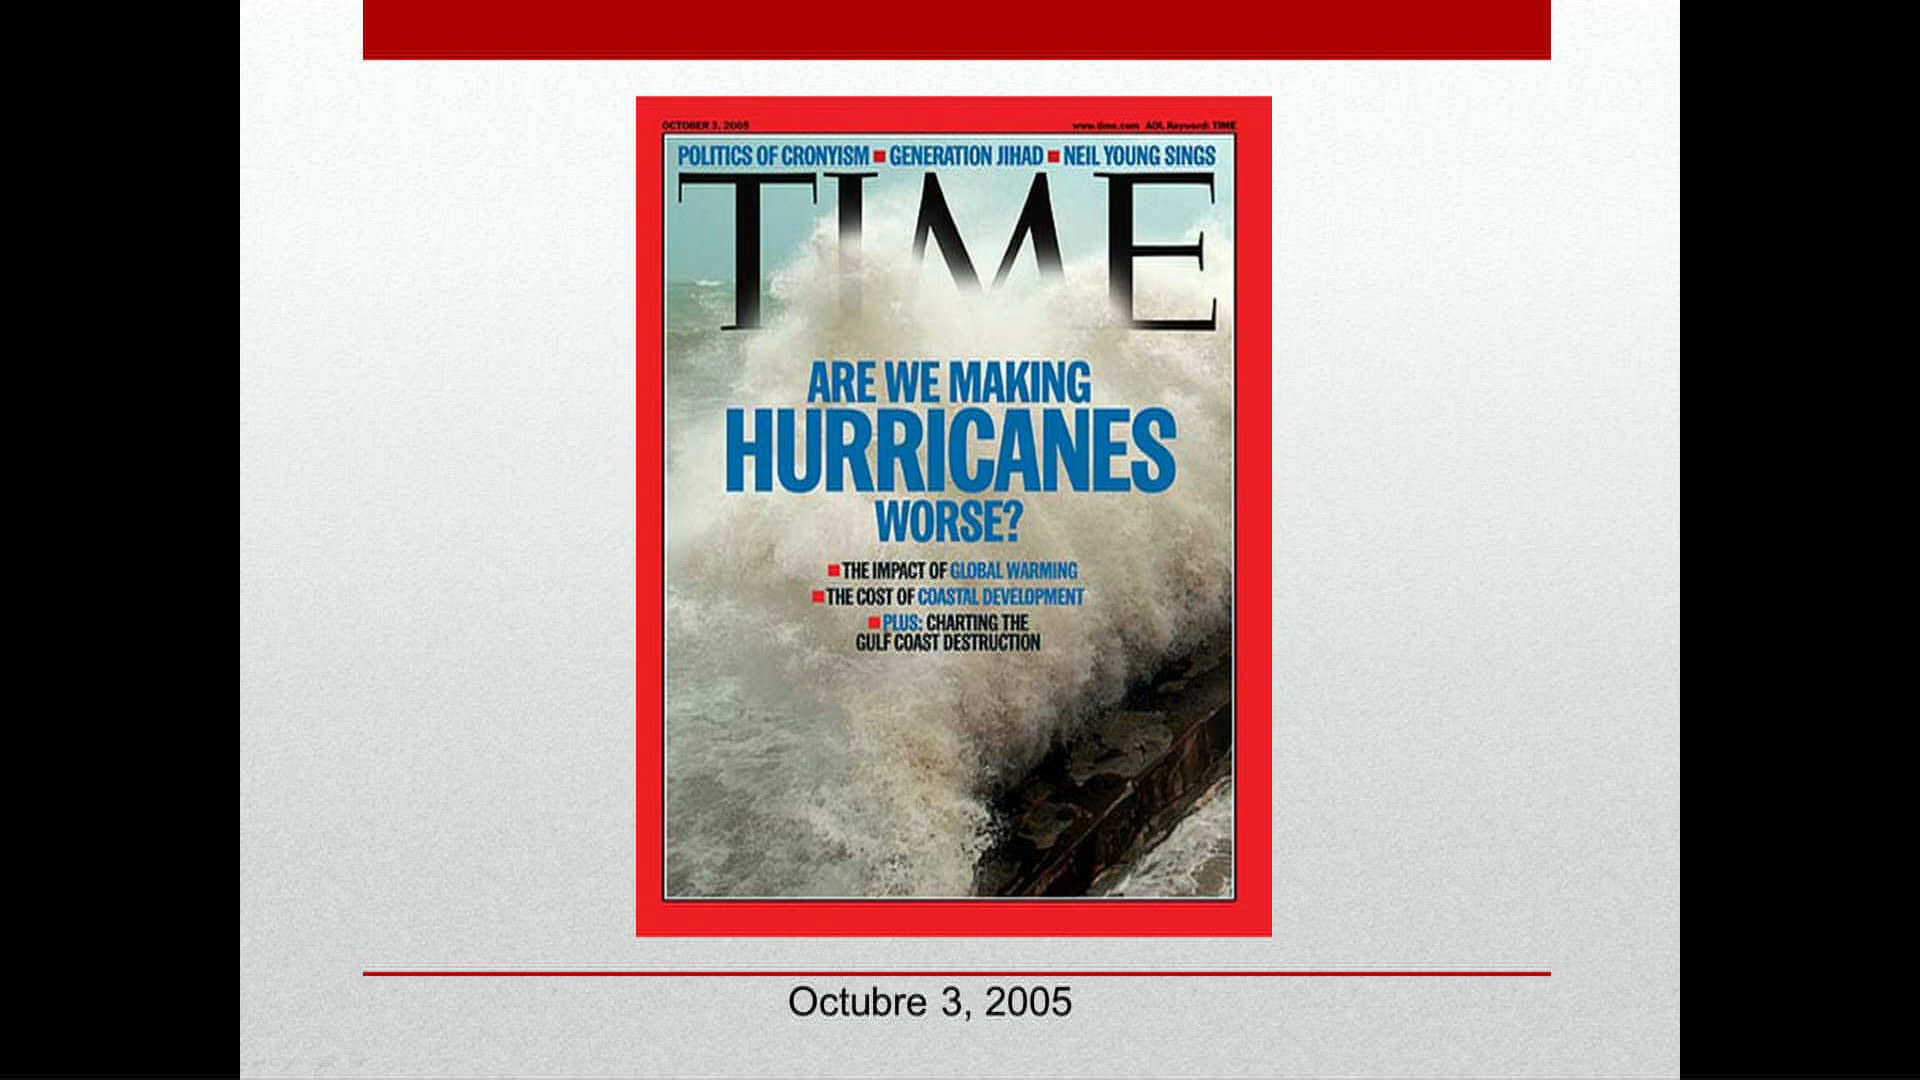 OCTOBER 3, 2005 www.time.com AOL Keyword: TIME
POLITICS OF CRONYISM ■ GENERATION JIHAD ■ NEIL YOUNG SINGS
TIME
ARE WE MAKING
HURRICANES
WORSE?
■ THE IMPACT OF GLOBAL WARMING
■ THE COST OF COASTAL DEVELOPMENT
■ PLUS: CHARTING THE
GULF COAST DESTRUCTION
Octubre 3, 2005